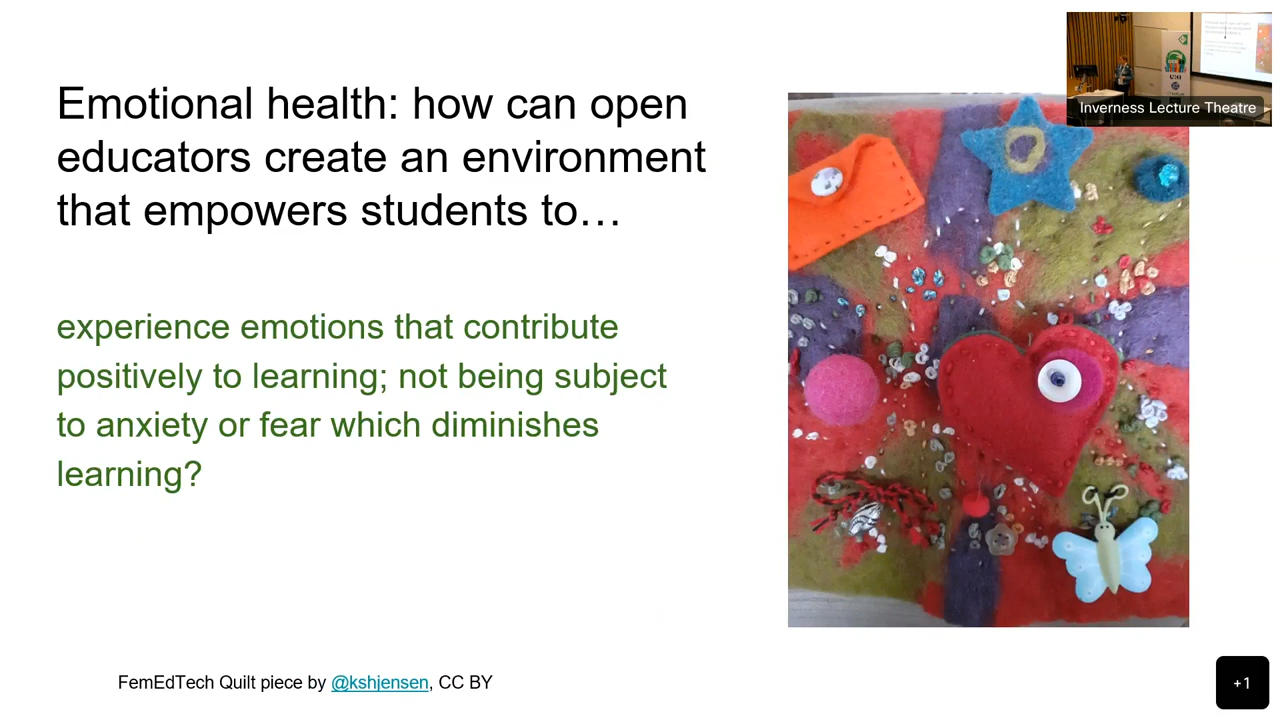 Emotional health: how can open
educators create an environment
that empowers students to…
experience emotions that contribute
positively to learning; not being subject
to anxiety or fear which diminishes
learning?
FemEdTech Quilt piece by @kshjensen, CC BY
Inverness Lecture Theatre
+1